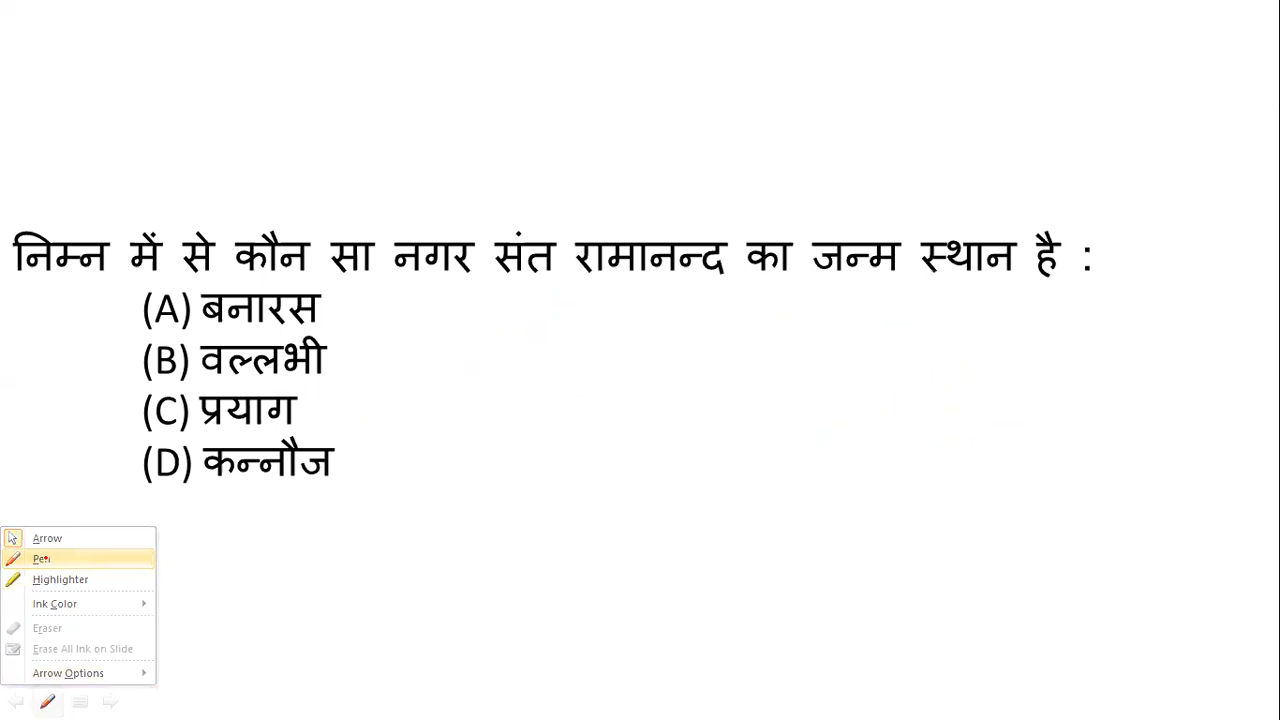 निम्न में से कौन सा नगर संत रामानन्द का जन्म स्थान है :
(A) बनारस
(B) वल्लभी
(C) प्रयाग
(D) कन्नौज
Arrow
Pen
Highlighter
Ink Color
Eraser
Erase All Ink on Slide
Arrow Options